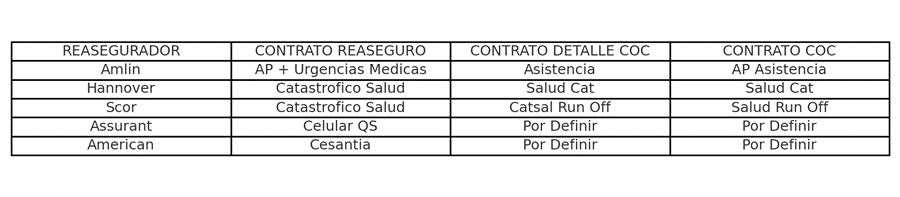 REASEGURADOR CONTRATO REASEGURO CONTRATO DETALLE COC CONTRATO COC
Amlin AP + Urgencias Medicas Asistencia AP Asistencia
Hannover Catastrofico Salud Salud Cat Salud Cat
Scor Catastrofico Salud Catsal Run Off Salud Run Off
Assurant Celular QS Por Definir Por Definir
American Cesantia Por Definir Por Definir